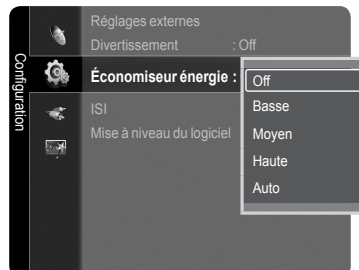 Configuration
Réglages externes
Divertissement : Off
Économiseur énergie :
ISI
Mise à niveau du logiciel
Off
Basse
Moyen
Haute
Auto